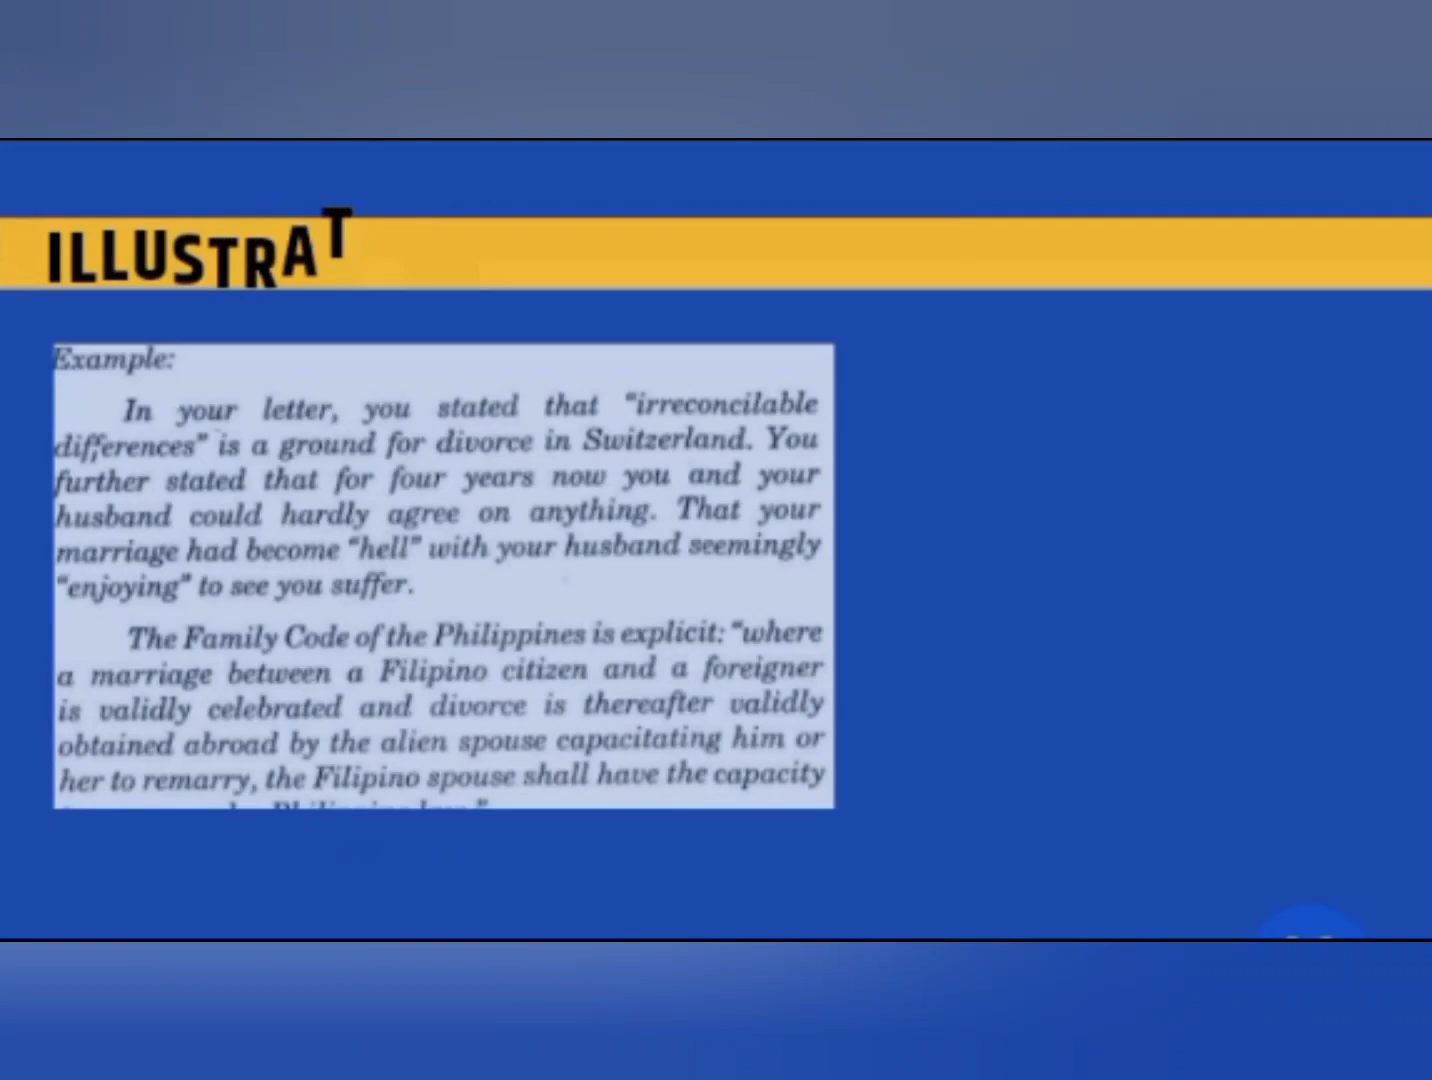 ILLUSTRAT
Example:
In your letter, you stated that “irreconcilable
differences” is a ground for divorce in Switzerland. You
further stated that for four years now you and your
husband could hardly agree on anything. That your
marriage had become “hell” with your husband seemingly
“enjoying” to see you suffer.
The Family Code of the Philippines is explicit: “where
a marriage between a Filipino citizen and a foreigner
is validly celebrated and divorce is thereafter validly
obtained abroad by the alien spouse capacitating him or
her to remarry, the Filipino spouse shall have the capacity